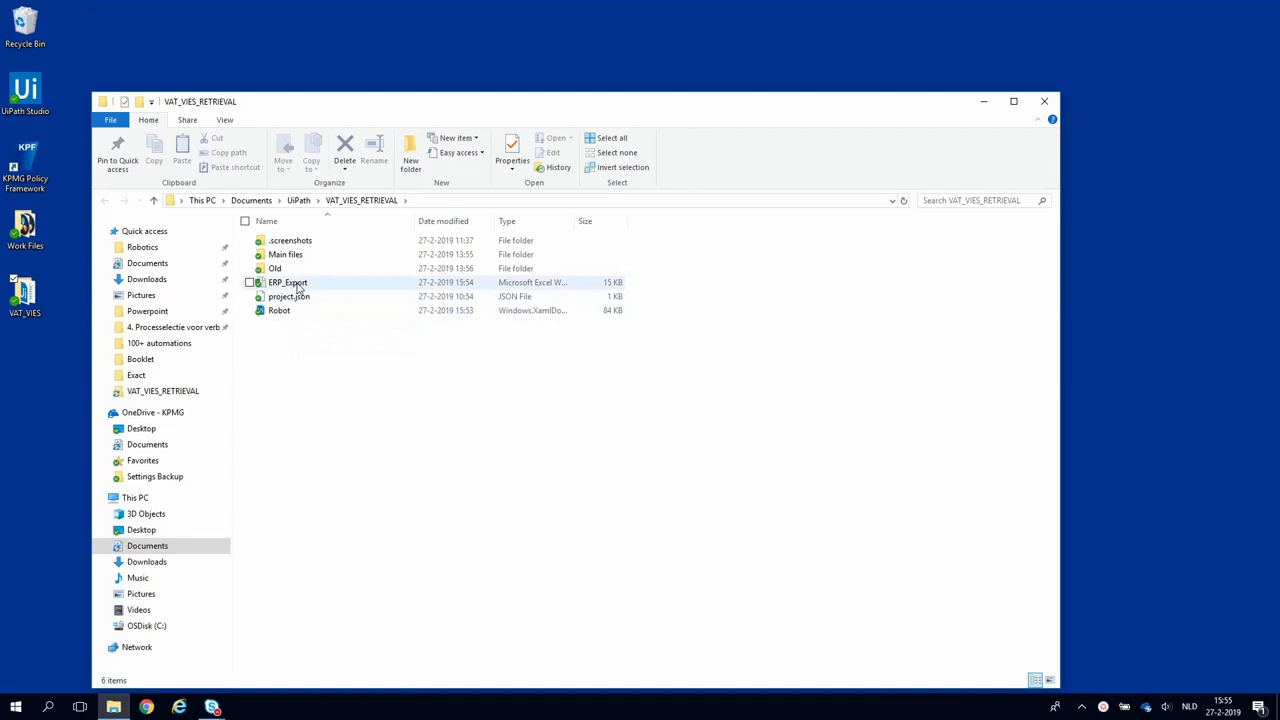 Recycle Bin
Ui
UiPath Studio
KPF
KPMG Policy
Framework
Work Files
VAT_VIES
VAT_VIES_RETRIEVAL
File
Home
Share
View
Pin to Quick
access
Copy
Paste
Cut
Copy path
Paste shortcut
Clipboard
Move
to
Copy
to
Delete
Rename
Organize
New
folder
New item
Easy access
New
Properties
Open
Edit
History
Open
Select all
Select none
Invert selection
Select
This PC > Documents > UiPath > VAT_VIES_RETRIEVAL >
Search VAT_VIES_RETRIEVAL
Quick access
Robotics
Documents
Downloads
Pictures
Powerpoint
4. Processelectie voor verb
100+ automations
Booklet
Exact
VAT_VIES_RETRIEVAL
OneDrive - KPMG
Desktop
Documents
Favorites
Settings Backup
This PC
3D Objects
Desktop
Documents
Downloads
Music
Pictures
Videos
OSDisk (C:)
Network
Name Date modified Type Size
.screenshots 27-2-2019 11:37 File folder
Main files 27-2-2019 13:55 File folder
Old 27-2-2019 13:56 File folder
ERP_Export 27-2-2019 15:54 Microsoft Excel W... 15 KB
project.json 27-2-2019 10:54 JSON File 1 KB
Robot 27-2-2019 15:53 Windows.XamlDo... 84 KB
6 items
NLD
15:55
27-2-2019
1